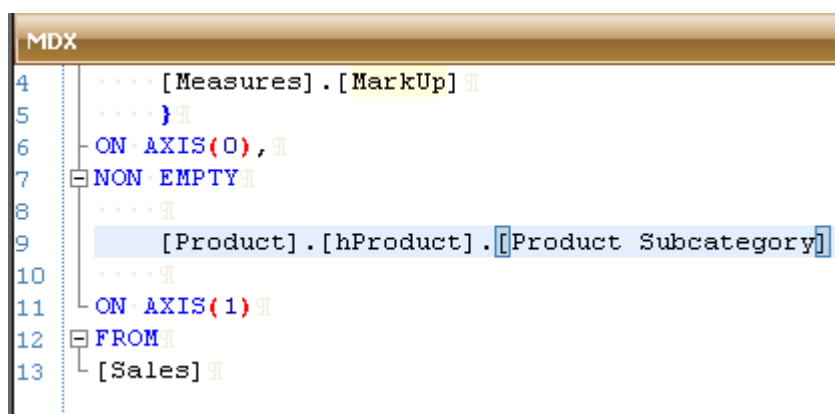 MDX
4 [Measures].[MarkUp]¶
5 }¶
6 ON AXIS(0),¶
7 NON EMPTY¶
8 ¶
9 [Product].[hProduct].[Product Subcategory]
10 ¶
11 ON AXIS(1)¶
12 FROM¶
13 [Sales]¶